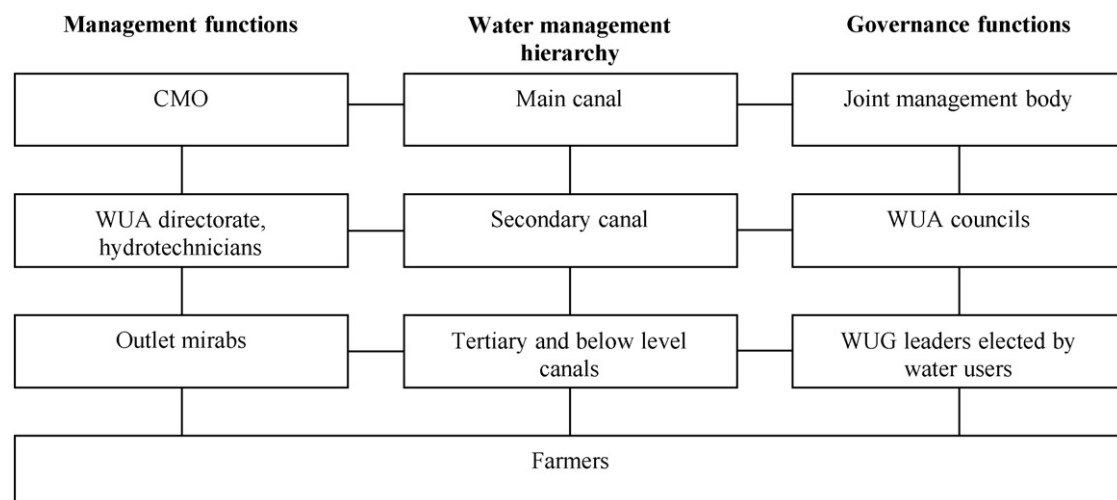 Management functions
Water management
hierarchy
Governance functions
CMO
Main canal
Joint management body
WUA directorate,
hydrotechnicians
Secondary canal
WUA councils
Outlet mirabs
Tertiary and below level
canals
WUG leaders elected by
water users
Farmers